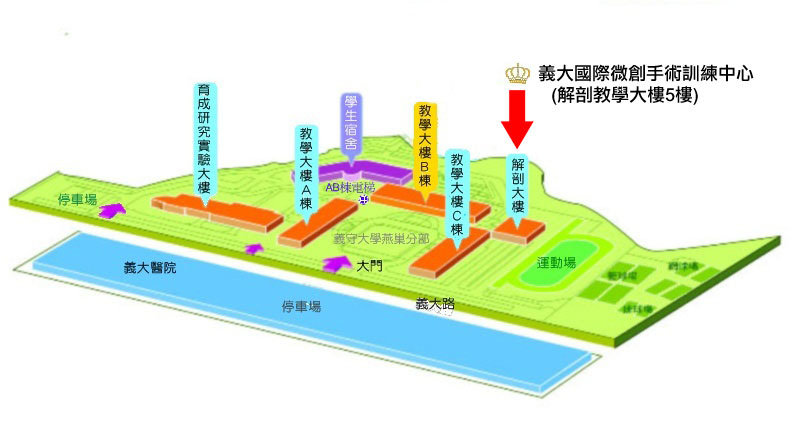 義大國際微創手術訓練中心
(解剖教學大樓5樓)
育成研究實驗大樓
教學大樓A棟
學生宿舍
教學大樓B棟
教學大樓C棟
解剖大樓
AB棟電梯
停車場
義守大學燕巢分部
大門
運動場
籃球場
義大醫院
停車場
義大路